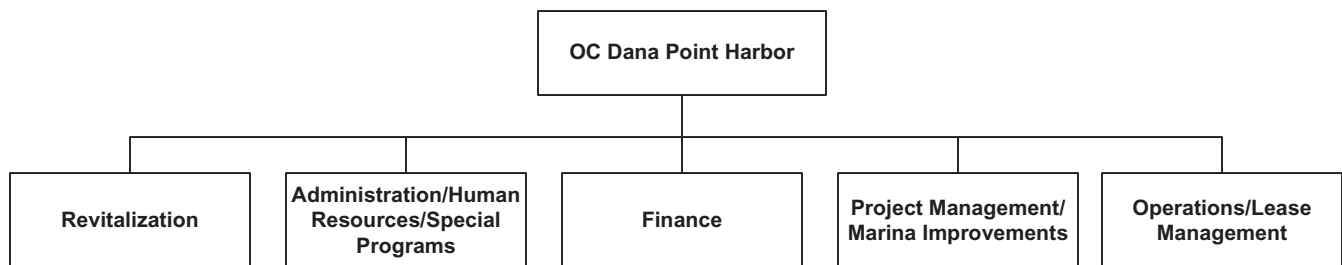 OC Dana Point Harbor
Revitalization
Administration/Human
Resources/Special
Programs
Finance
Project Management/
Marina Improvements
Operations/Lease
Management